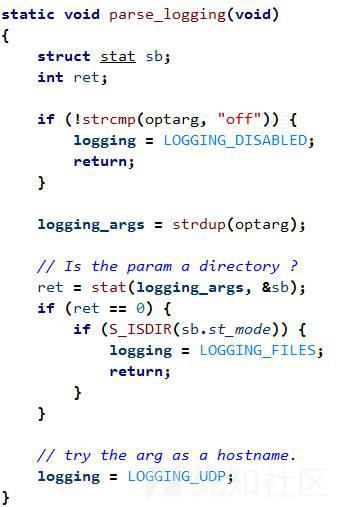 static void parse_logging(void)
{
    struct stat sb;
    int ret;

    if (!strcmp(optarg, "off")) {
        logging = LOGGING_DISABLED;
        return;
    }

    logging_args = strdup(optarg);

    // Is the param a directory ?
    ret = stat(logging_args, &sb);
    if (ret == 0) {
        if (S_ISDIR(sb.st_mode)) {
            logging = LOGGING_FILES;
            return;
        }
    }

    // try the arg as a hostname.
    logging = LOGGING_UDP;
}
先知社区